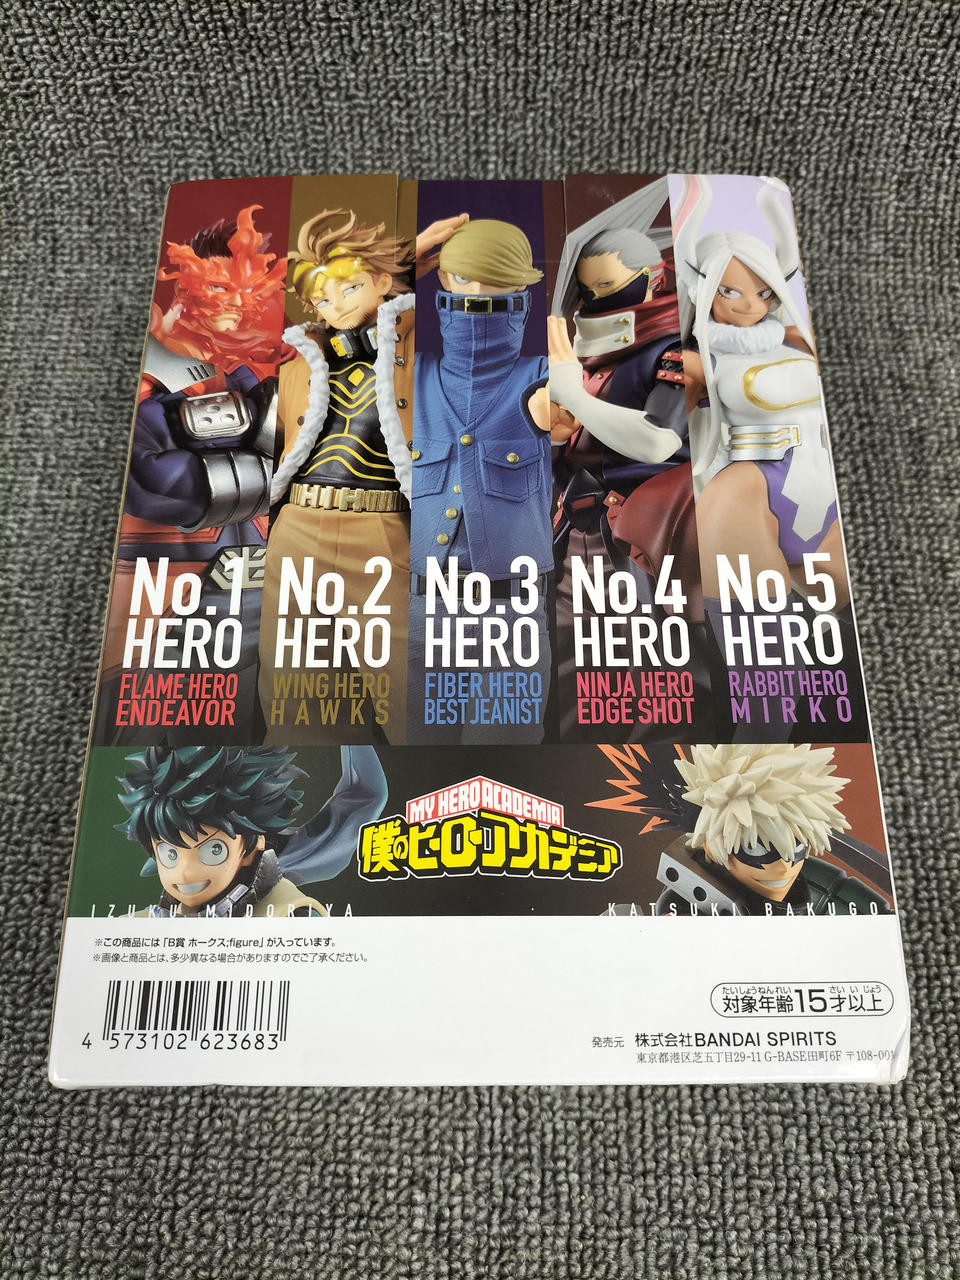 No.1
HERO
FLAME HERO
ENDEAVOR
No.2
HERO
WING HERO
HAWKS
No.3
HERO
FIBER HERO
BEST JEANIST
No.4
HERO
NINJA HERO
EDGE SHOT
No.5
HERO
RABBIT HERO
MIRKO
MY HERO ACADEMIA
僕のヒーローアカデミア
IZUKU MIDORIYA
KATSUKI BAKUGO
※この商品には「B賞 ホークス;figure」が入っています。
※画像と商品とは、多少異なる場合がありますのでご了承ください。
4 573102 623683
たいしょうねんれい さい い じょう
対象年齢15才以上
発売元 株式会社BANDAI SPIRITS
東京都港区芝五丁目29-11 G-BASE田町6F 〒108-001